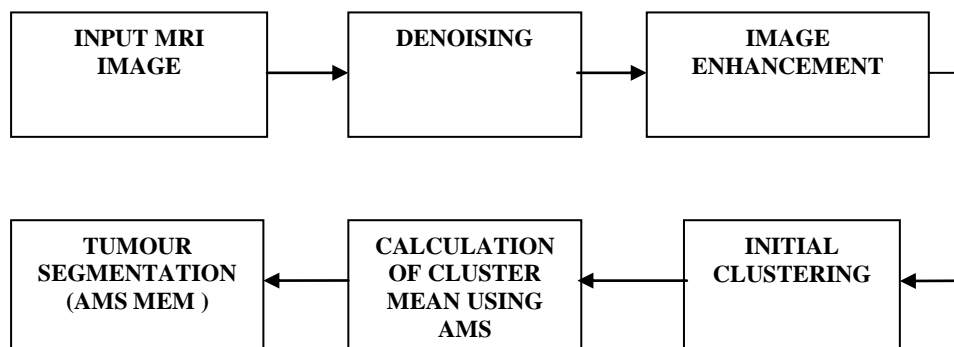 INPUT MRI
IMAGE
DENOISING
IMAGE
ENHANCEMENT
INITIAL
CLUSTERING
CALCULATION
OF CLUSTER
MEAN USING
AMS
TUMOUR
SEGMENTATION
(AMS MEM )